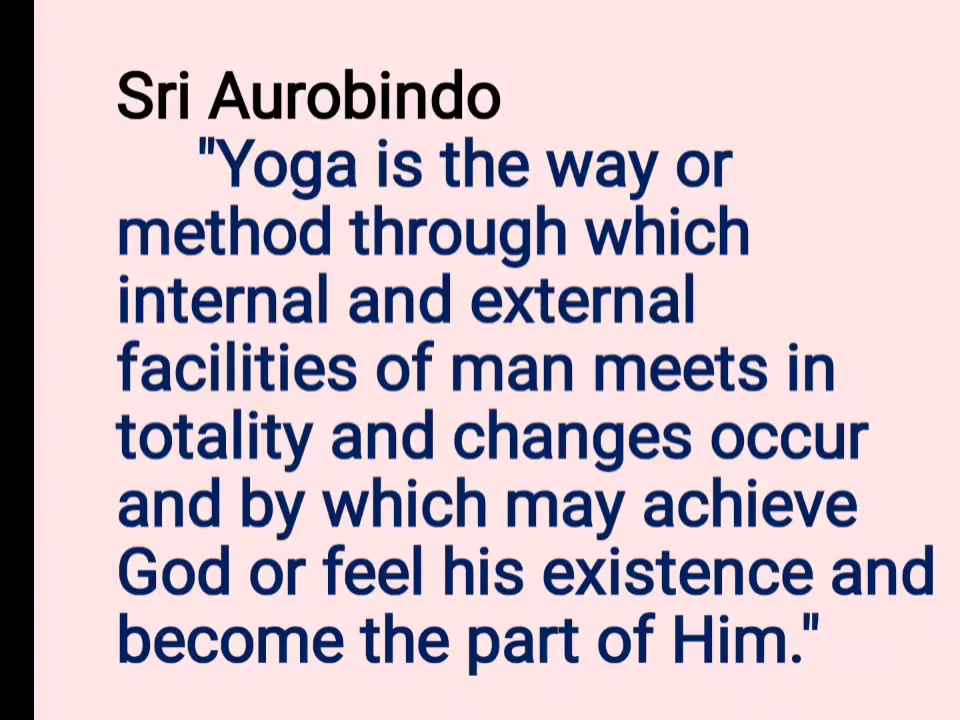 Sri Aurobindo
"Yoga is the way or
method through which
internal and external
facilities of man meets in
totality and changes occur
and by which may achieve
God or feel his existence and
become the part of Him."